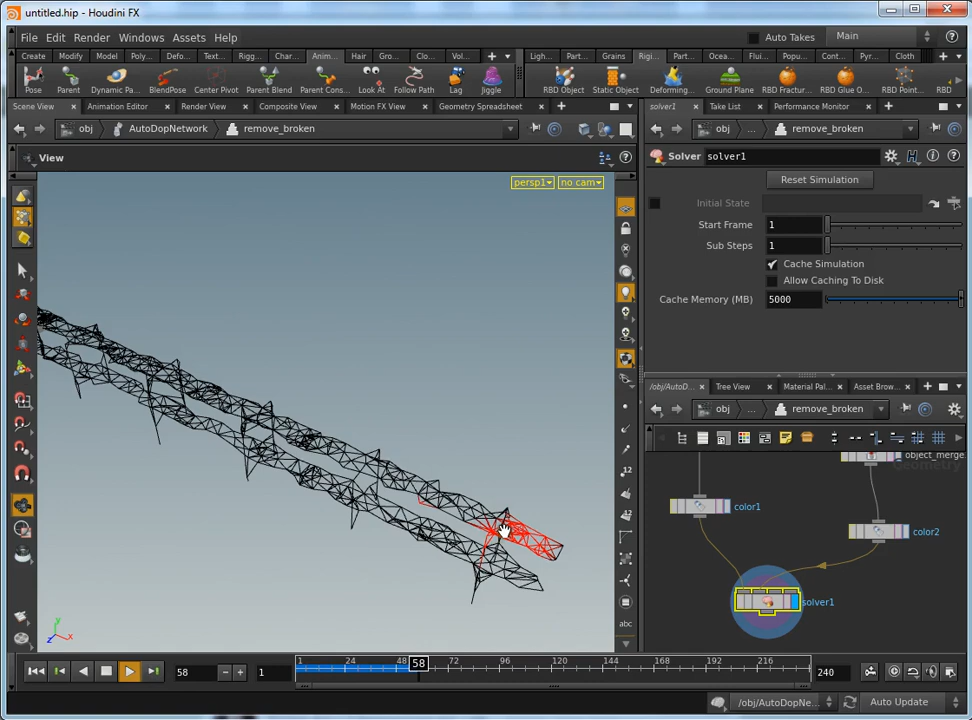 untitled.hip - Houdini FX
File Edit Render Windows Assets Help
Auto Takes Main
Create Modify Model Polyg... Defo... Text... Rigg... Char... Anim... Hair Gro... Clo... Vol...
Ligh... Part... Grains Rigi... Part... Ocea... Flui... Popu... Cont... Pyr... Cloth
Pose Parent Dynamic Pa... BlendPose Center Pivot Parent Blend Parent Cons... Look At Follow Path Lag Jiggle
RBD Object Static Object Deforming... Ground Plane RBD Fractur... RBD Glue O... RBD Point... RBD
Scene View Animation Editor Render View Composite View Motion FX View Geometry Spreadsheet
solver1 Take List Performance Monitor
obj AutoDopNetwork remove_broken
obj ... remove_broken
View
persp1 no cam
Solver solver1
Reset Simulation
Initial State
Start Frame 1
Sub Steps 1
Cache Simulation
Allow Caching To Disk
Cache Memory (MB) 5000
/obj/AutoD... Tree View Material Pal... Asset Brow...
obj ... remove_broken
object_merge
Geometry
color1
color2
solver1
12
12
abc
y
z x
58 1
1 24 48 58 72 96 120 144 168 192 216
240
/obj/AutoDopNe... Auto Update